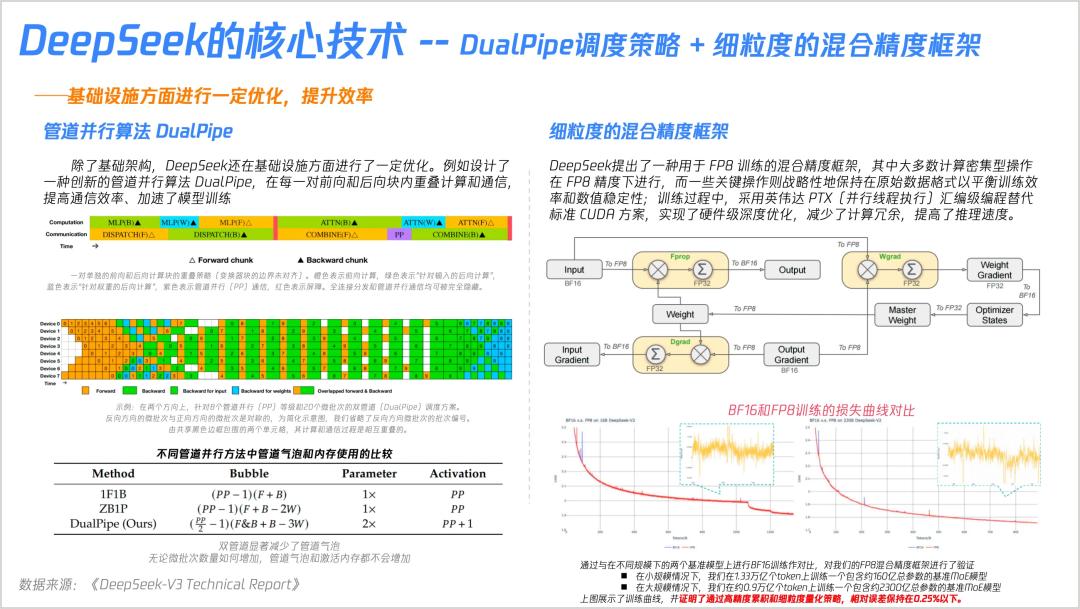 DeepSeek的核心技术 -- DualPipe调度策略 + 细粒度的混合精度框架
——基础设施方面进行一定优化，提升效率
管道并行算法 DualPipe
除了基础架构，DeepSeek还在基础设施方面进行了一定优化。例如设计了
一种创新的管道并行算法 DualPipe，在每一对前向和后向块内重叠计算和通信，
提高通信效率、加速了模型训练
Computation MLP(B)▲ MLP(W)▲ MLP(F)△ ATTN(B)▲ ATTN(W)▲ ATTN(F)△
Communication DISPATCH(F)△ DISPATCH(B)▲ COMBINE(F)△ PP COMBINE(B)▲
Time →
△ Forward chunk ▲ Backward chunk
一对单独的前向和后向计算块的重叠策略〔变换器块的边界未对齐〕。橙色表示前向计算，绿色表示“针对输入的后向计算”，
蓝色表示“针对权重的后向计算”，紫色表示管道并行〔PP〕通信，红色表示屏障。全连接分发和管道并行通信均可被完全隐藏。
Device 0
Device 1
Device 2
Device 3
Device 4
Device 5
Device 6
Device 7
Time →
Forward Backward Backward for input Backward for weights Overlapped forward & Backward
示例：在两个方向上，针对8个管道并行〔PP〕等级和20个微批次的双管道〔DualPipe〕调度方案。
反向方向的微批次与正向方向的微批次是对称的，为简化示意图，我们省略了反向方向微批次的批次编号。
由共享黑色边框包围的两个单元格，其计算和通信过程是相互重叠的。
不同管道并行方法中管道气泡和内存使用的比较
Method Bubble Parameter Activation
1F1B (PP − 1)(F + B) 1× PP
ZB1P (PP − 1)(F + B − 2W) 1× PP
DualPipe (Ours) (PP/2 − 1)(F&B + B − 3W) 2× PP + 1
双管道显著减少了管道气泡
无论微批次数量如何增加，管道气泡和激活内存都不会增加
数据来源：《DeepSeek-V3 Technical Report》
细粒度的混合精度框架
DeepSeek提出了一种用于 FP8 训练的混合精度框架，其中大多数计算密集型操作
在 FP8 精度下进行，而一些关键操作则战略性地保持在原始数据格式以平衡训练效
率和数值稳定性；训练过程中，采用英伟达 PTX〔并行线程执行〕汇编级编程替代
标准 CUDA 方案，实现了硬件级深度优化，减少了计算冗余，提高了推理速度。
To FP8
Input To FP8 Fprop Σ To BF16 Output Wgrad Σ Weight Gradient
BF16 FP32 FP32 FP32
To BF16
Weight To FP8 Master Weight To FP32 Optimizer States
Input Gradient To BF16 Dgrad Σ To FP8 Output Gradient To FP8
FP32 BF16
BF16和FP8训练的损失曲线对比
BF16 v.s. FP8 on 16B DeepSeek-V2 BF16 v.s. FP8 on 230B DeepSeek-V2
通过与在不同规模下的两个基准模型上进行BF16训练作对比，对我们的FP8混合精度框架进行了验证
■ 在小规模情况下，我们在1.33万亿个token上训练一个包含约160亿总参数的基准MoE模型
■ 在大规模情况下，我们在约0.9万亿个token上训练一个包含约2300亿总参数的基准MoE模型
上图展示了训练曲线，并证明了通过高精度累积和细粒度量化策略，相对误差保持在0.25%以下。